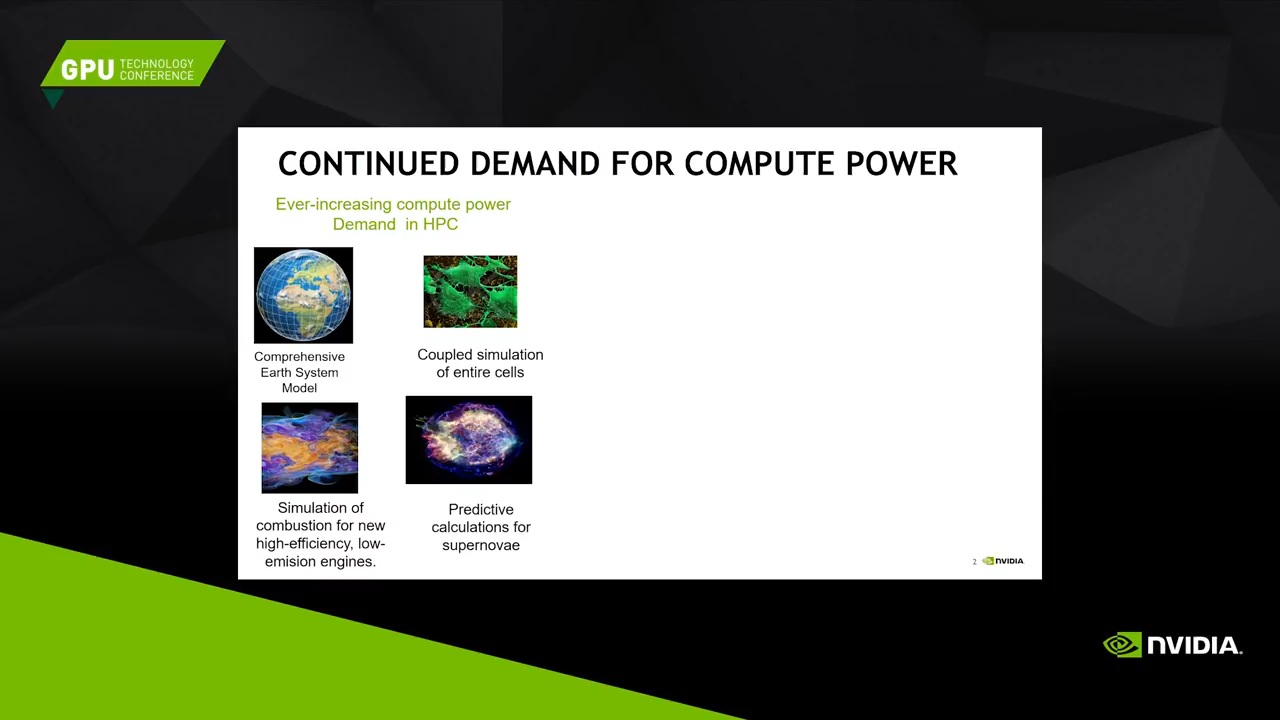 GPU TECHNOLOGY
CONFERENCE
CONTINUED DEMAND FOR COMPUTE POWER
Ever-increasing compute power
Demand in HPC
Comprehensive
Earth System
Model
Coupled simulation
of entire cells
Simulation of
combustion for new
high-efficiency, low-
emision engines.
Predictive
calculations for
supernovae
2 NVIDIA
NVIDIA.